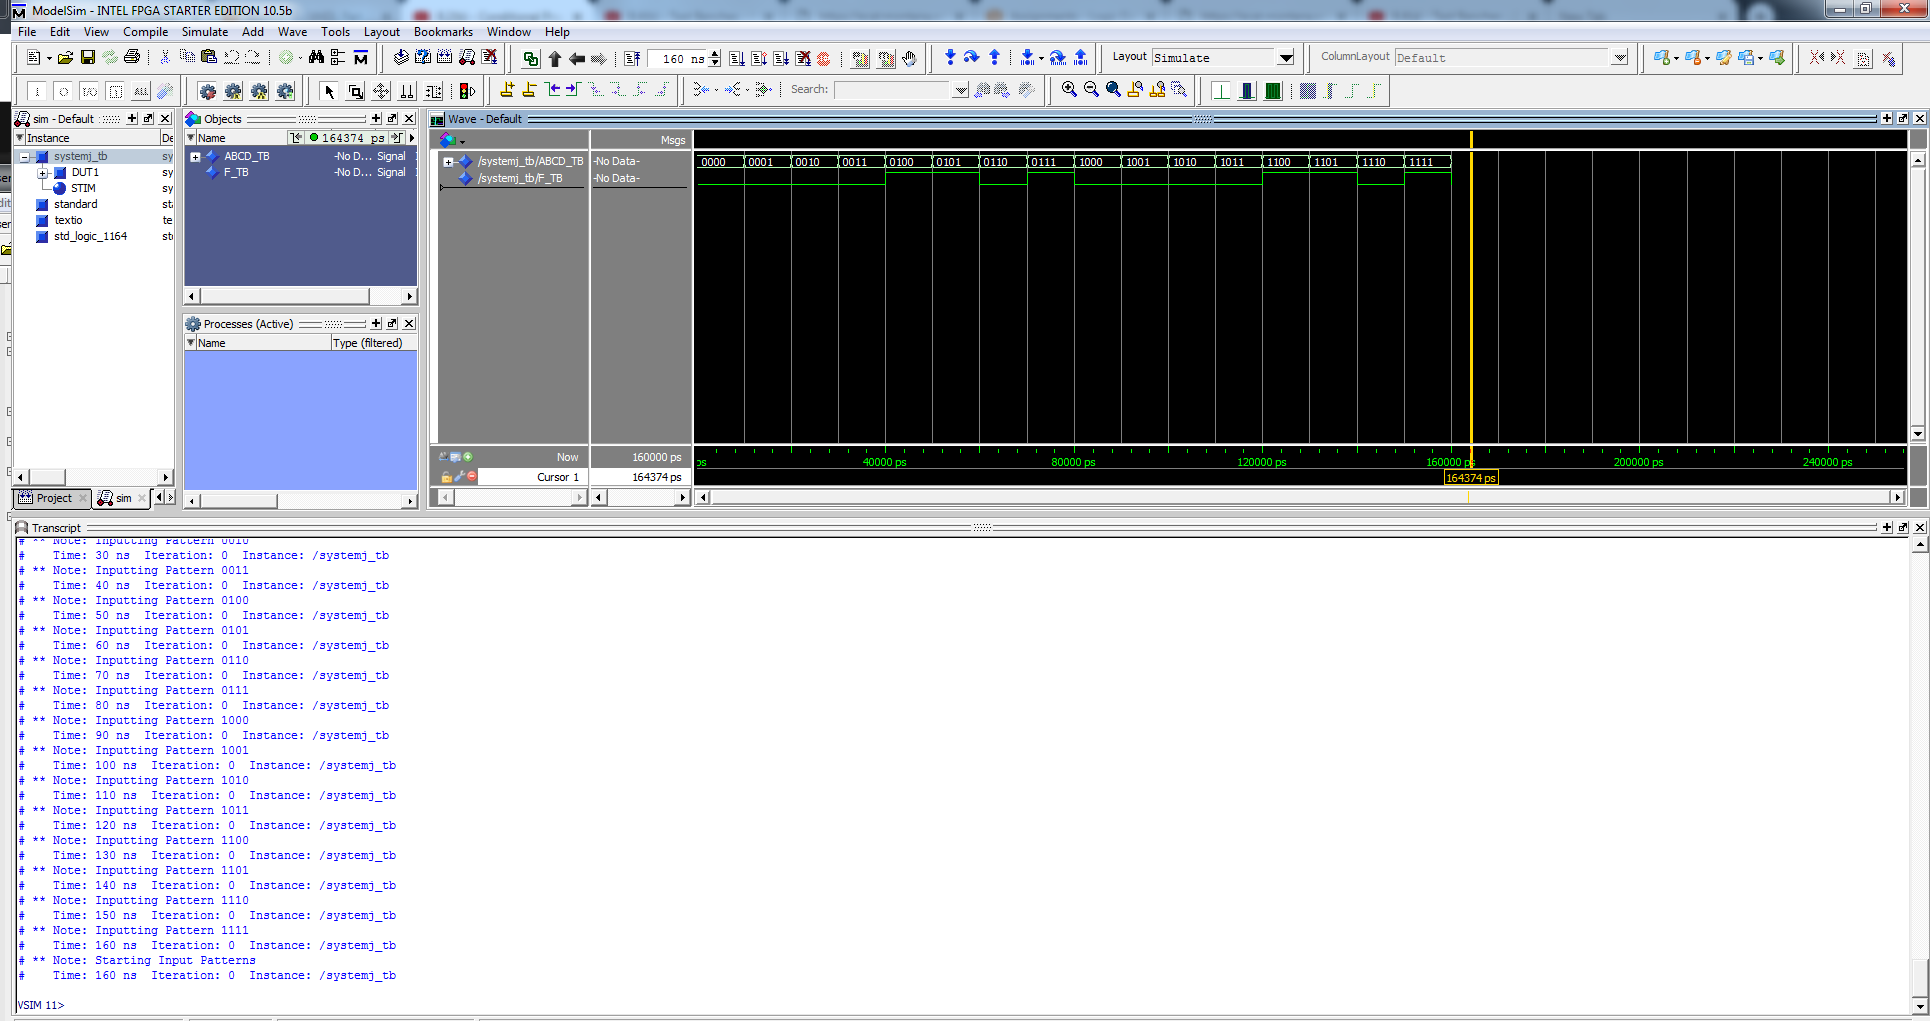 ModelSim - INTEL FPGA STARTER EDITION 10.5b
File Edit View Compile Simulate Add Wave Tools Layout Bookmarks Window Help
160 ns
Layout Simulate
ColumnLayout Default
Search:
sim - Default
Instance
systemj_tb
sy
DUT1
sy
STIM
sy
standard
sta
textio
te
std_logic_1164
std
Project
sim
Objects
Name
164374 ps
ABCD_TB -No D... Signal
F_TB -No D... Signal
Processes (Active)
Name Type (filtered)
Wave - Default
Msgs
/systemj_tb/ABCD_TB -No Data- 0000 0001 0010 0011 0100 0101 0110 0111 1000 1001 1010 1011 1100 1101 1110 1111
/systemj_tb/F_TB -No Data-
Now 160000 ps
ps 40000 ps 80000 ps 120000 ps 160000 ps 200000 ps 240000 ps
Cursor 1 164374 ps
164374 ps
Transcript
# ** Note: Inputting Pattern 0010
# Time: 30 ns Iteration: 0 Instance: /systemj_tb
# ** Note: Inputting Pattern 0011
# Time: 40 ns Iteration: 0 Instance: /systemj_tb
# ** Note: Inputting Pattern 0100
# Time: 50 ns Iteration: 0 Instance: /systemj_tb
# ** Note: Inputting Pattern 0101
# Time: 60 ns Iteration: 0 Instance: /systemj_tb
# ** Note: Inputting Pattern 0110
# Time: 70 ns Iteration: 0 Instance: /systemj_tb
# ** Note: Inputting Pattern 0111
# Time: 80 ns Iteration: 0 Instance: /systemj_tb
# ** Note: Inputting Pattern 1000
# Time: 90 ns Iteration: 0 Instance: /systemj_tb
# ** Note: Inputting Pattern 1001
# Time: 100 ns Iteration: 0 Instance: /systemj_tb
# ** Note: Inputting Pattern 1010
# Time: 110 ns Iteration: 0 Instance: /systemj_tb
# ** Note: Inputting Pattern 1011
# Time: 120 ns Iteration: 0 Instance: /systemj_tb
# ** Note: Inputting Pattern 1100
# Time: 130 ns Iteration: 0 Instance: /systemj_tb
# ** Note: Inputting Pattern 1101
# Time: 140 ns Iteration: 0 Instance: /systemj_tb
# ** Note: Inputting Pattern 1110
# Time: 150 ns Iteration: 0 Instance: /systemj_tb
# ** Note: Inputting Pattern 1111
# Time: 160 ns Iteration: 0 Instance: /systemj_tb
# ** Note: Starting Input Patterns
# Time: 160 ns Iteration: 0 Instance: /systemj_tb
VSIM 11>